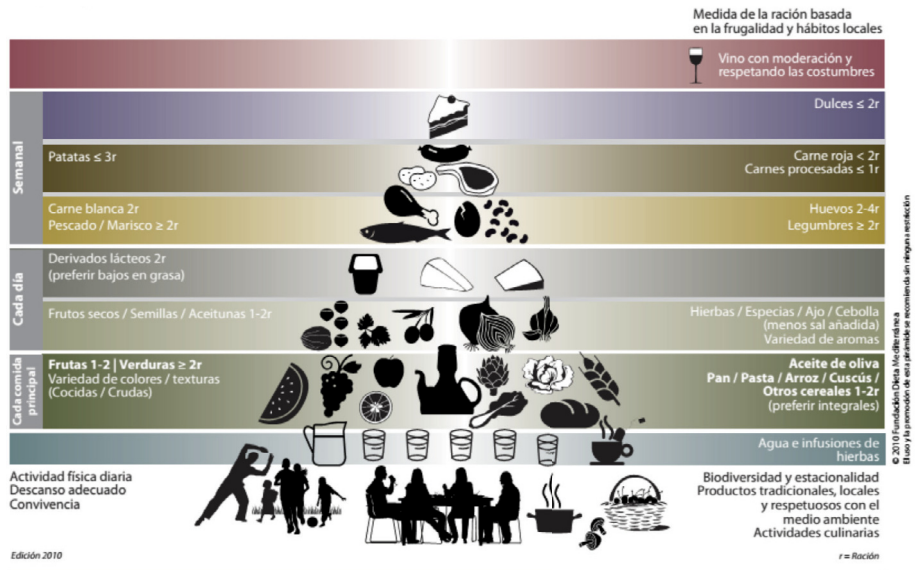 Medida de la ración basada
en la frugalidad y hábitos locales
Vino con moderación y
respetando las costumbres
Semanal
Dulces ≤ 2r
Patatas ≤ 3r
Carne roja < 2r
Carnes procesadas ≤ 1r
Carne blanca 2r
Pescado / Marisco ≥ 2r
Huevos 2-4r
Legumbres ≥ 2r
Cada día
Derivados lácteos 2r
(preferir bajos en grasa)
Frutos secos / Semillas / Aceitunas 1-2r
Hierbas / Especias / Ajo / Cebolla
(menos sal añadida)
Variedad de aromas
Cada comida
principal
Frutas 1-2 | Verduras ≥ 2r
Variedad de colores / texturas
(Cocidas / Crudas)
Aceite de oliva
Pan / Pasta / Arroz / Cuscús /
Otros cereales 1-2r
(preferir integrales)
Agua e infusiones de
hierbas
Actividad física diaria
Descanso adecuado
Convivencia
Biodiversidad y estacionalidad
Productos tradicionales, locales
y respetuosos con el
medio ambiente
Actividades culinarias
Edición 2010
r = Ración
© 2010 Fundación Dieta Mediterránea
El uso y la promoción de esta pirámide se recomienda sin ninguna restricción